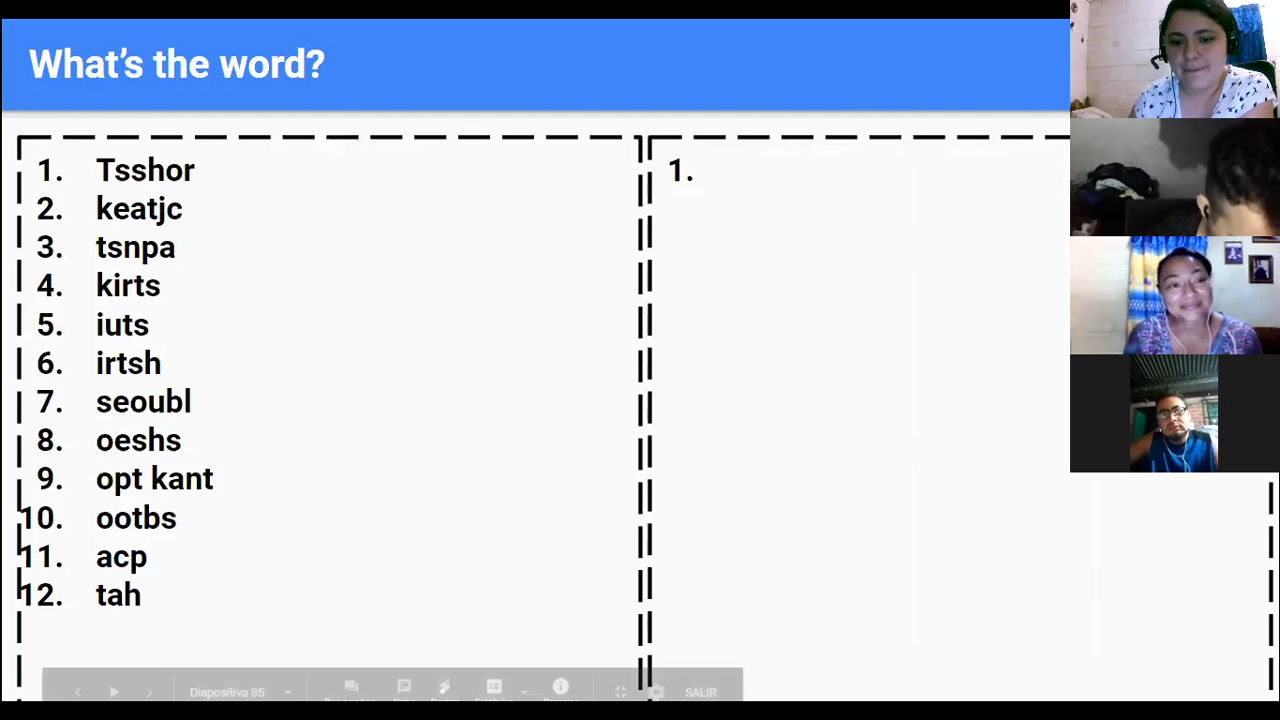 What's the word?
1. Tsshor
2. keatjc
3. tsnpa
4. kirts
5. iuts
6. irtsh
7. seoubl
8. oeshs
9. opt kant
10. ootbs
11. acp
12. tah
1.
Diapositiva 85
SALIR